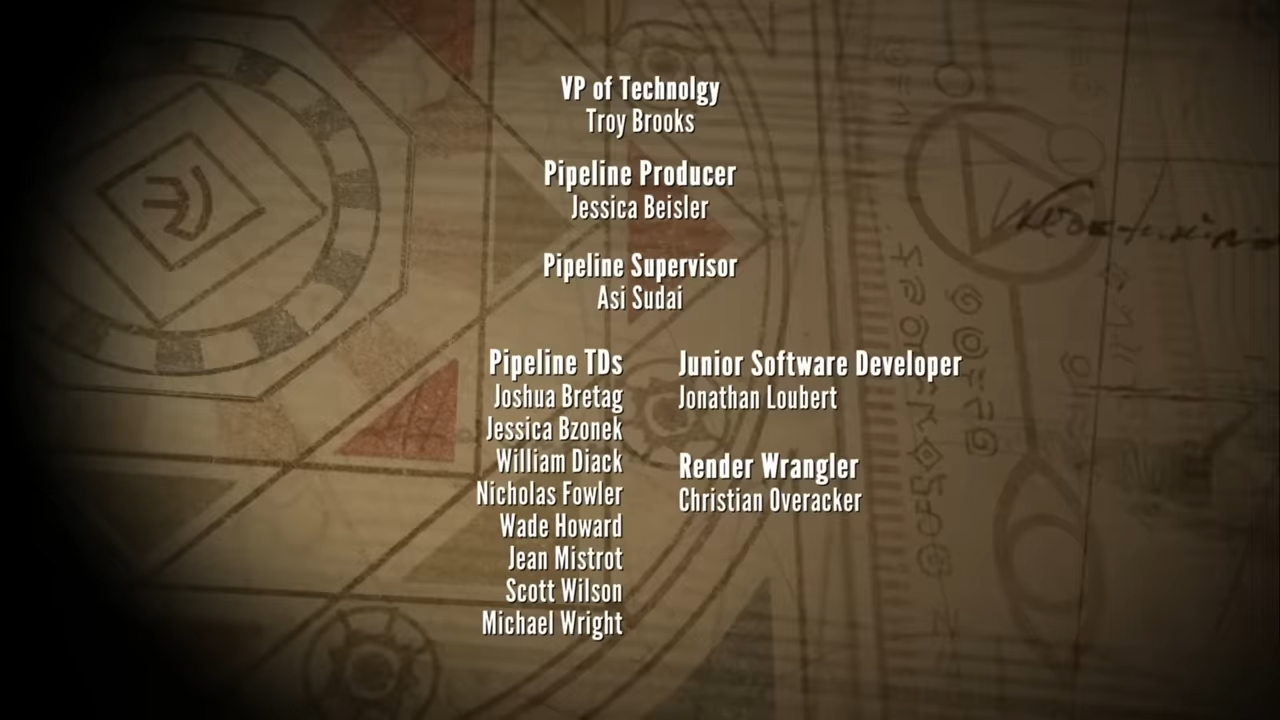 VP of Technolgy
Troy Brooks
Pipeline Producer
Jessica Beisler
Pipeline Supervisor
Asi Sudai
Pipeline TDs
Joshua Bretag
Jessica Bzonek
William Diack
Nicholas Fowler
Wade Howard
Jean Mistrot
Scott Wilson
Michael Wright
Junior Software Developer
Jonathan Loubert
Render Wrangler
Christian Overacker